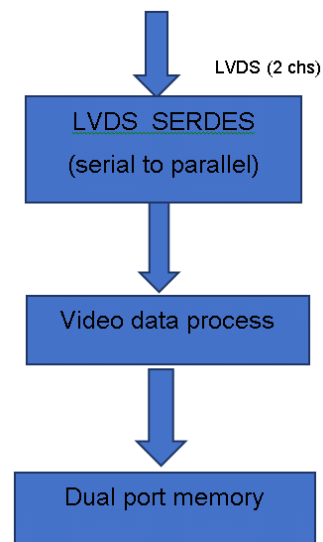 LVDS (2 chs)
LVDS SERDES
(serial to parallel)
Video data process
Dual port memory